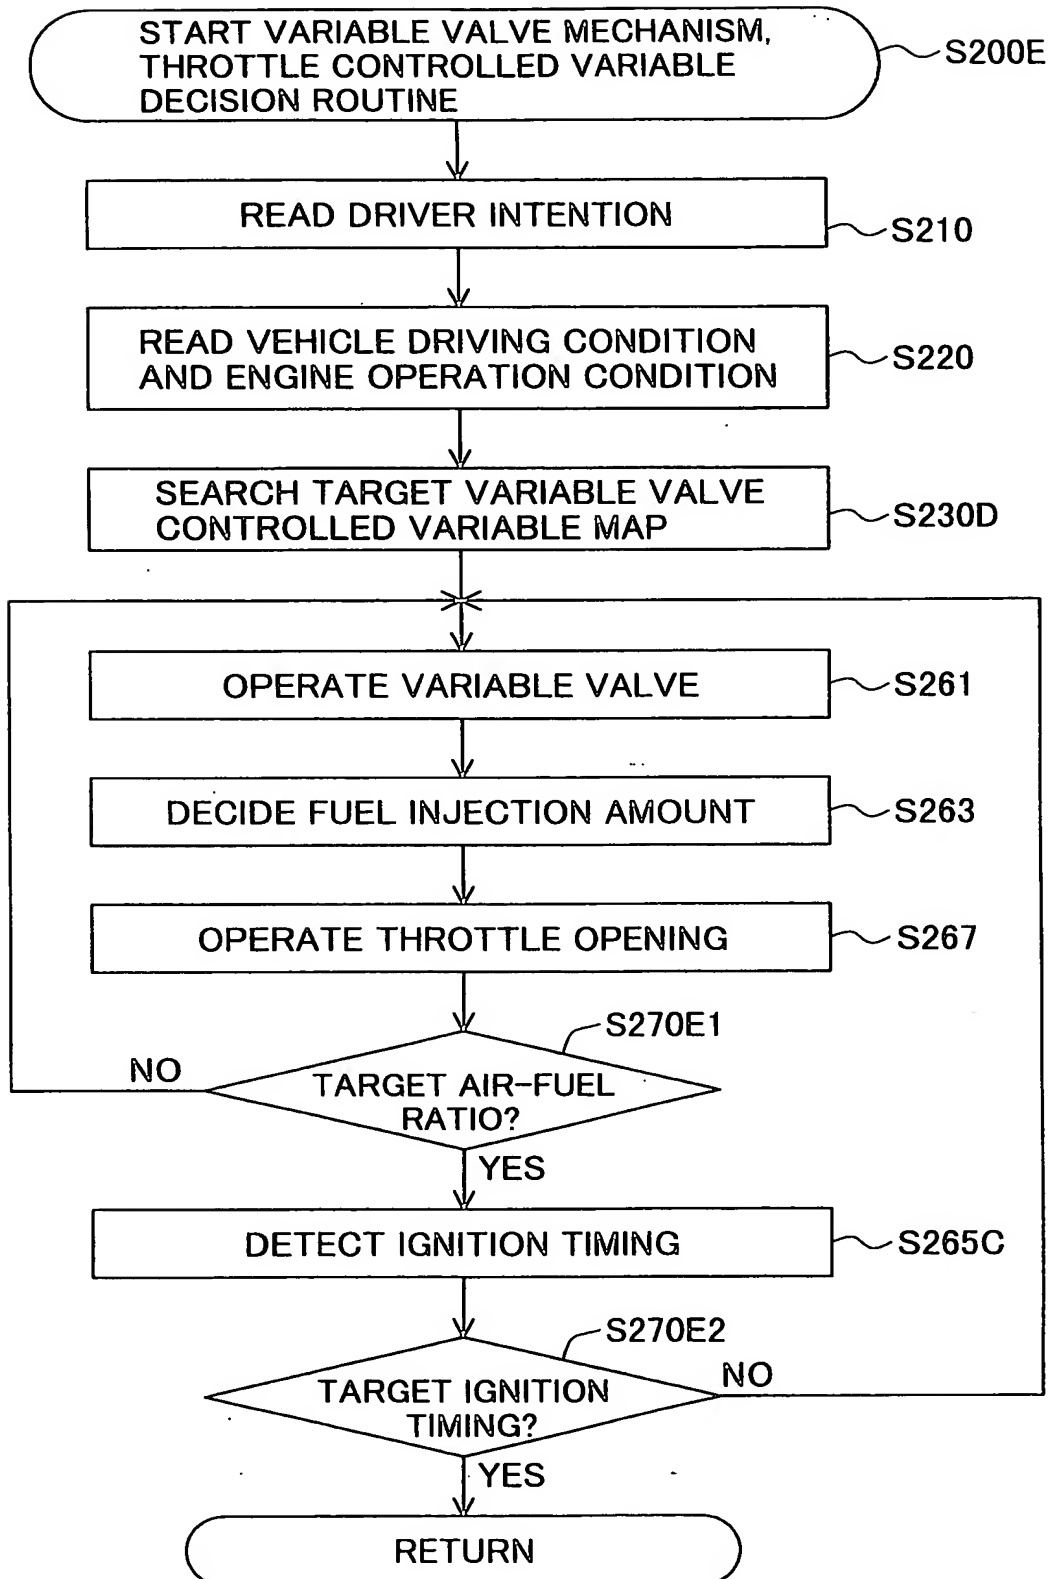 START VARIABLE VALVE MECHANISM,
THROTTLE CONTROLLED VARIABLE
DECISION ROUTINE
S200E
READ DRIVER INTENTION
S210
READ VEHICLE DRIVING CONDITION
AND ENGINE OPERATION CONDITION
S220
SEARCH TARGET VARIABLE VALVE
CONTROLLED VARIABLE MAP
S230D
OPERATE VARIABLE VALVE
S261
DECIDE FUEL INJECTION AMOUNT
S263
OPERATE THROTTLE OPENING
S267
S270E1
NO
TARGET AIR-FUEL
RATIO?
YES
DETECT IGNITION TIMING
S265C
S270E2
NO
TARGET IGNITION
TIMING?
YES
RETURN